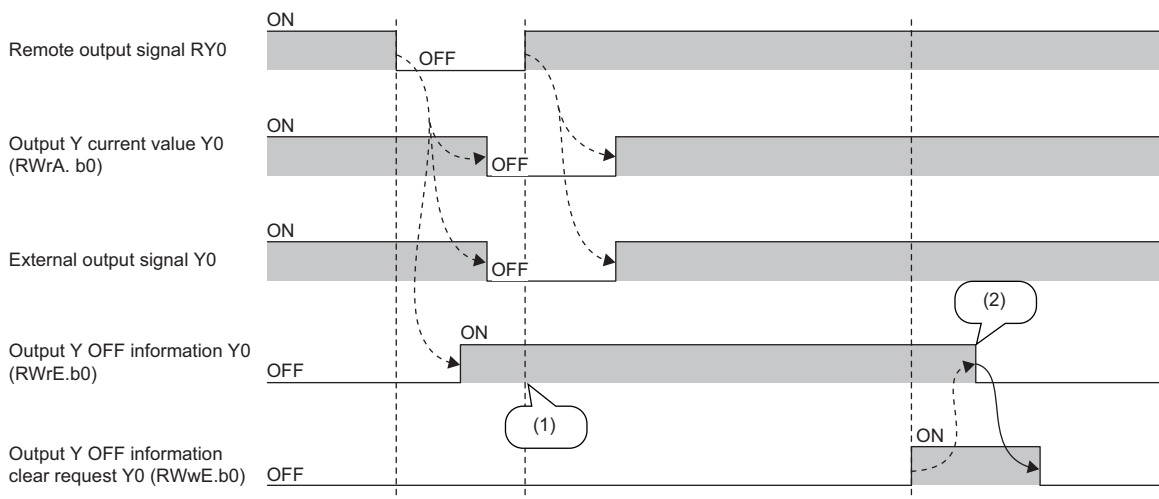 ON
Remote output signal RY0
OFF
ON
Output Y current value Y0
(RWrA. b0)
OFF
ON
External output signal Y0
OFF
(2)
ON
Output Y OFF information Y0
(RWrE.b0)
OFF
(1)
ON
Output Y OFF information
clear request Y0 (RWwE.b0)
OFF